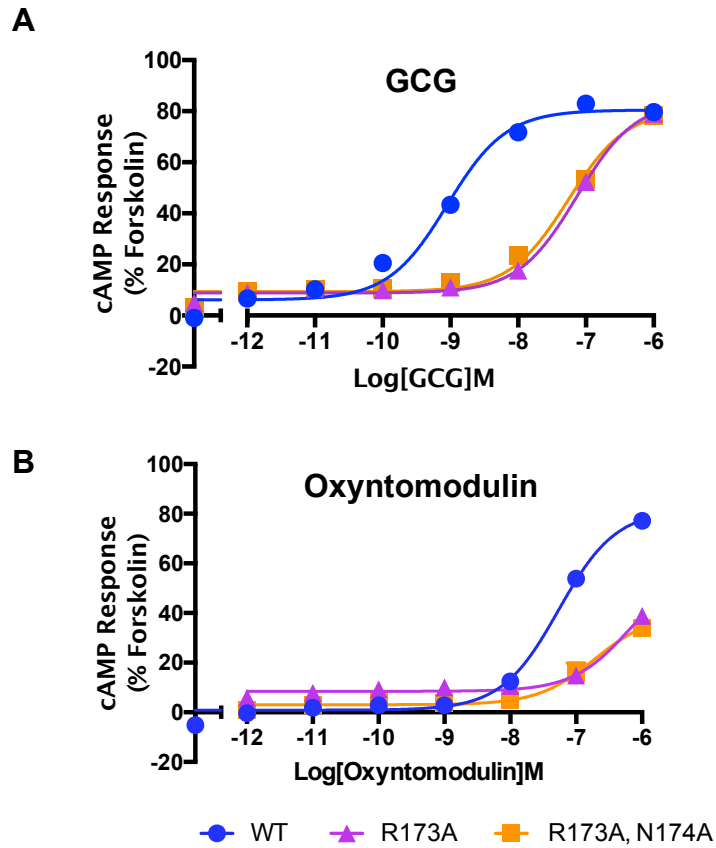 A
GCG
cAMP Response
(% Forskolin)
100
80
60
40
20
0
-20
-12 -11 -10 -9 -8 -7 -6
Log[GCG]M
B
Oxyntomodulin
cAMP Response
(% Forskolin)
100
80
60
40
20
0
-20
-12 -11 -10 -9 -8 -7 -6
Log[Oxyntomodulin]M
WT R173A R173A, N174A